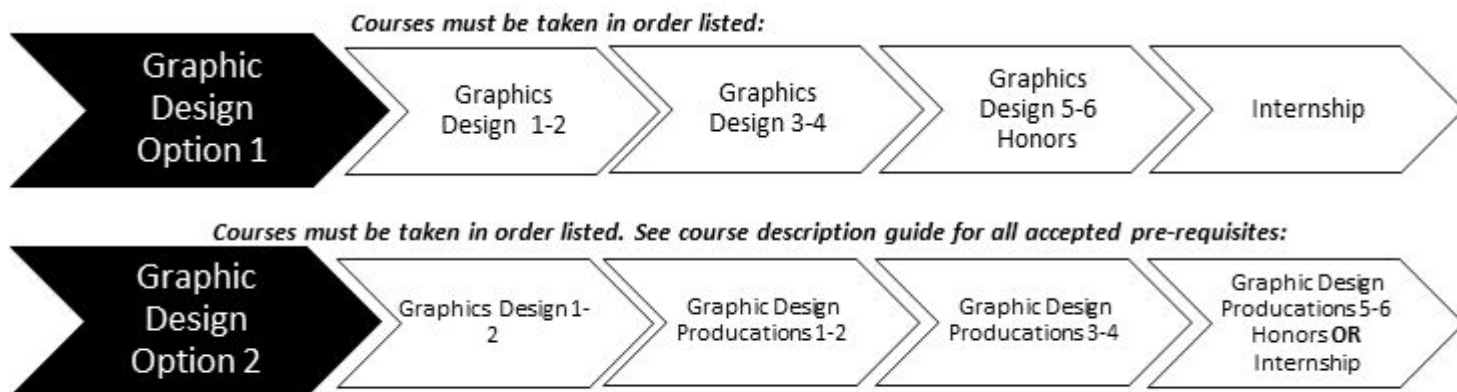 Courses must be taken in order listed:
Graphic
Design
Option 1
Graphics
Design 1-2
Graphics
Design 3-4
Graphics
Design 5-6
Honors
Internship
Courses must be taken in order listed. See course description guide for all accepted pre-requisites:
Graphic
Design
Option 2
Graphics Design 1-
2
Graphic Design
Producations 1-2
Graphic Design
Producations 3-4
Graphic Design
Producations 5-6
Honors OR
Internship